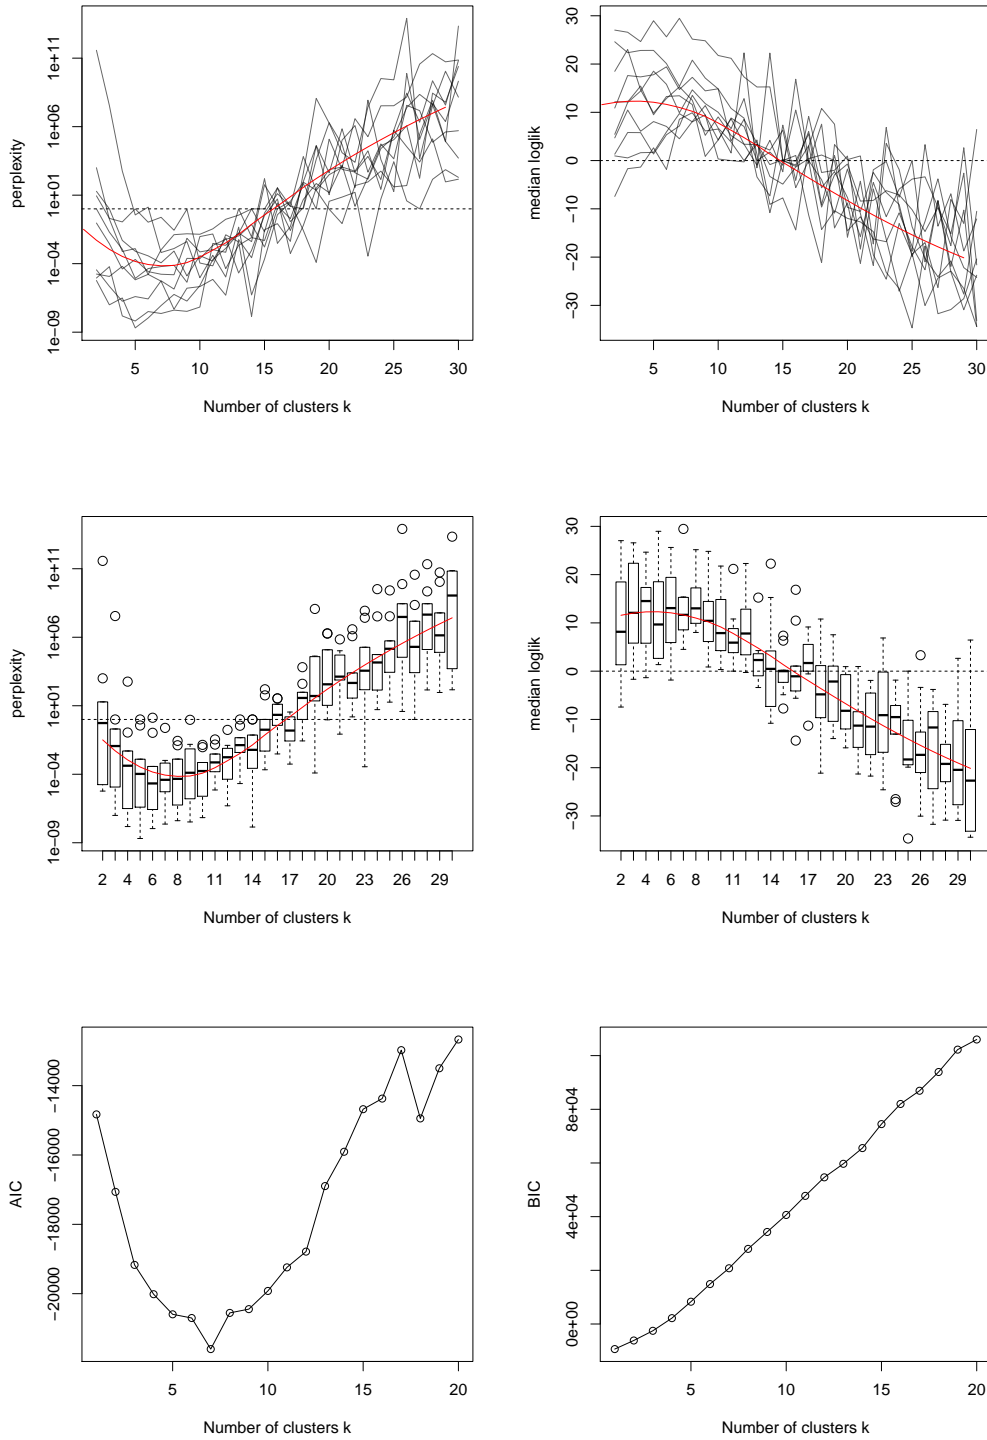 perplexity
1e+11
1e+06
1e+01
1e-04
1e-09
5 10 15 20 25 30
Number of clusters k
median loglik
30
20
10
0
-10
-20
-30
5 10 15 20 25 30
Number of clusters k
perplexity
1e+11
1e+06
1e+01
1e-04
1e-09
2 4 6 8 11 14 17 20 23 26 29
Number of clusters k
median loglik
30
20
10
0
-10
-20
-30
2 4 6 8 11 14 17 20 23 26 29
Number of clusters k
AIC
-14000
-16000
-18000
-20000
5 10 15 20
Number of clusters k
BIC
8e+04
4e+04
0e+00
5 10 15 20
Number of clusters k